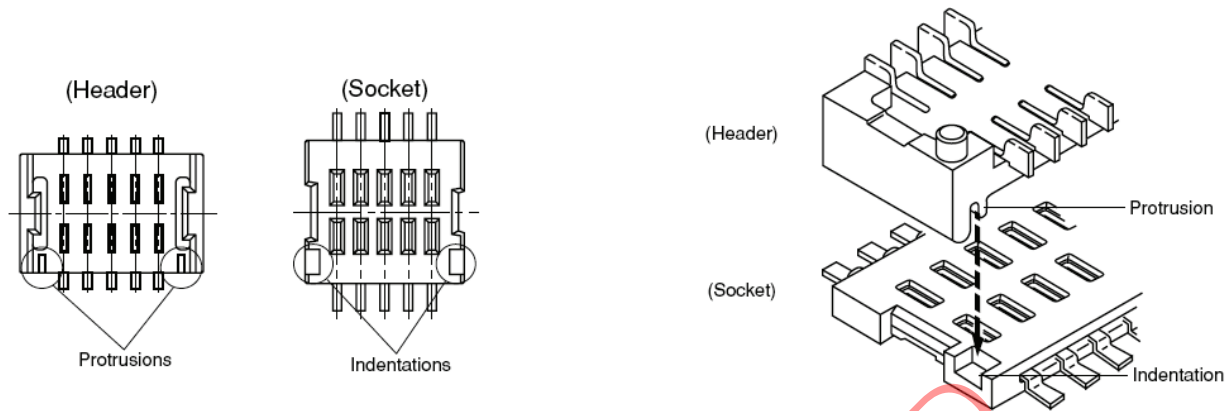 (Header)
(Socket)
Protrusions
Indentations
(Header)
Protrusion
(Socket)
Indentation